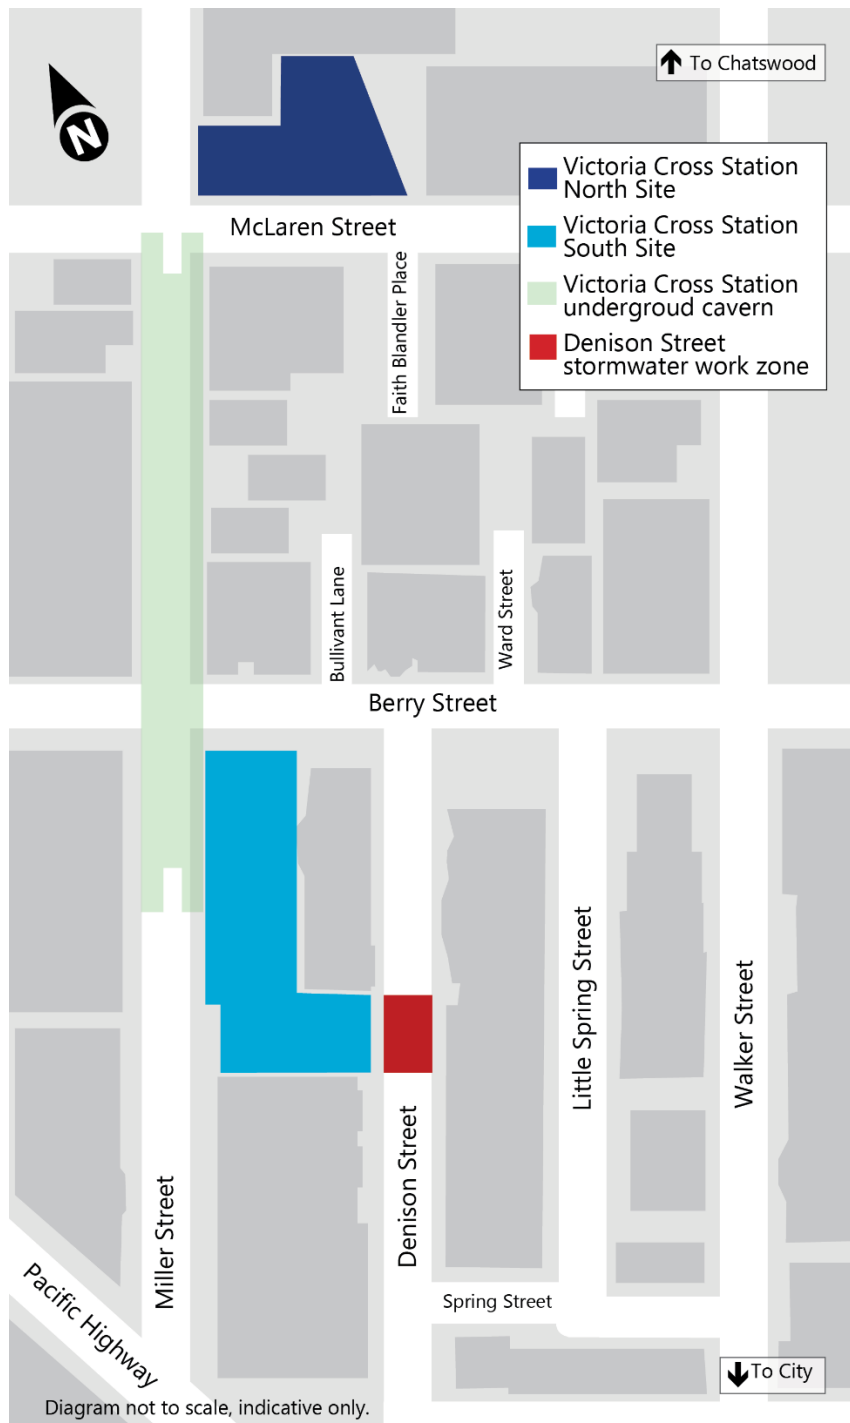 N
To Chatswood
Victoria Cross Station
North Site
Victoria Cross Station
South Site
Victoria Cross Station
undergroud cavern
Denison Street
stormwater work zone
McLaren Street
Faith Blandler Place
Bullivant Lane
Ward Street
Berry Street
Little Spring Street
Walker Street
Denison Street
Miller Street
Pacific Highway
Spring Street
To City
Diagram not to scale, indicative only.